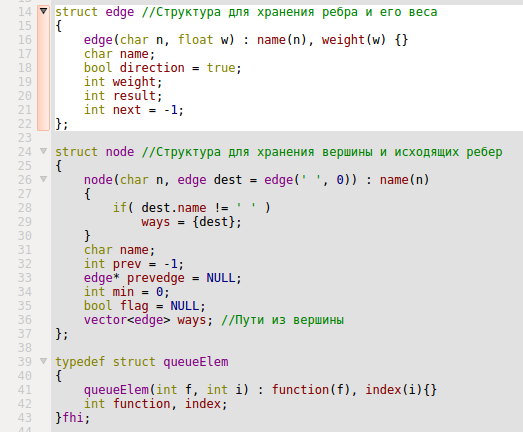 14 struct edge //Структура для хранения ребра и его веса
15 {
16 edge(char n, float w) : name(n), weight(w) {}
17 char name;
18 bool direction = true;
19 int weight;
20 int result;
21 int next = -1;
22 };
23
24 struct node //Структура для хранения вершины и исходящих ребер
25 {
26 node(char n, edge dest = edge(' ', 0)) : name(n)
27 {
28 if( dest.name != ' ' )
29 ways = {dest};
30 }
31 char name;
32 int prev = -1;
33 edge* prevedge = NULL;
34 int min = 0;
35 bool flag = NULL;
36 vector<edge> ways; //Пути из вершины
37 };
38
39 typedef struct queueElem
40 {
41 queueElem(int f, int i) : function(f), index(i){}
42 int function, index;
43 }fhi;